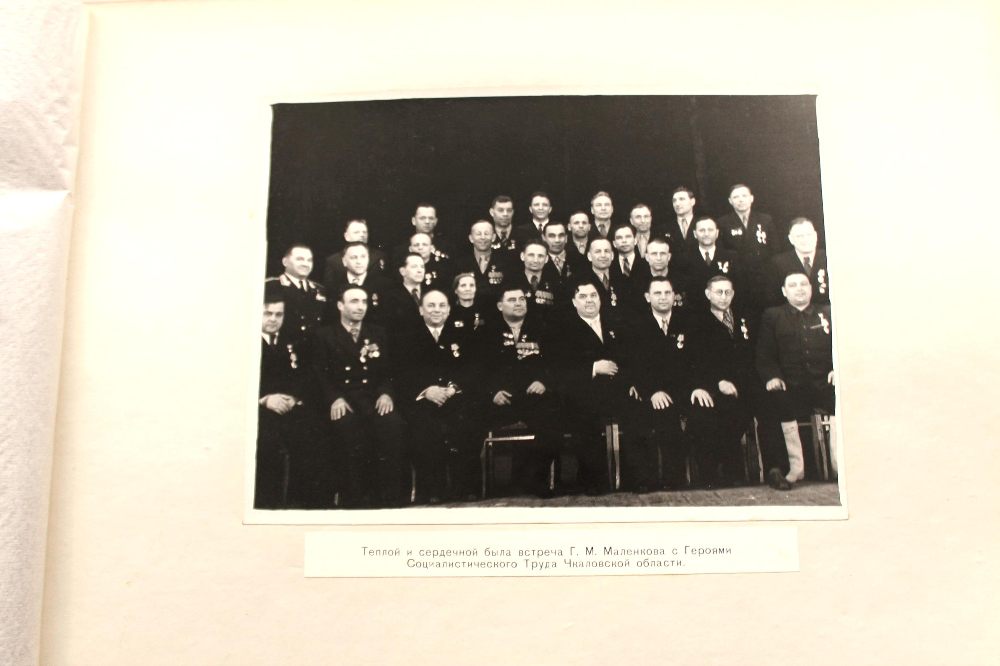 Теплой и сердечной была встреча Г. М. Маленкова с Героями
Социалистического Труда Чкаловской области.